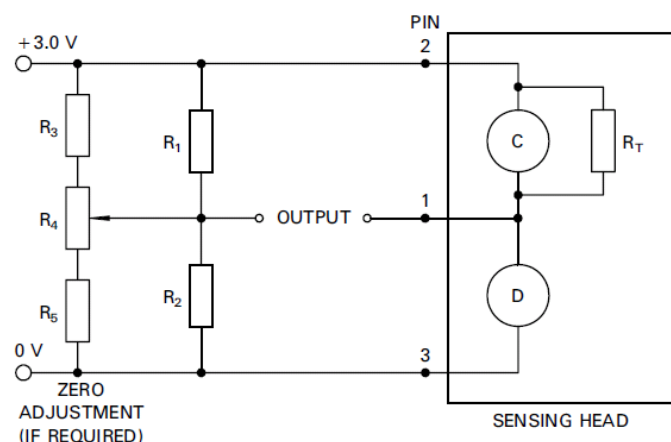 +3.0 V
PIN
2
R3
R1
C
RT
R4
OUTPUT
1
R5
R2
D
0 V
3
ZERO
ADJUSTMENT
(IF REQUIRED)
SENSING HEAD